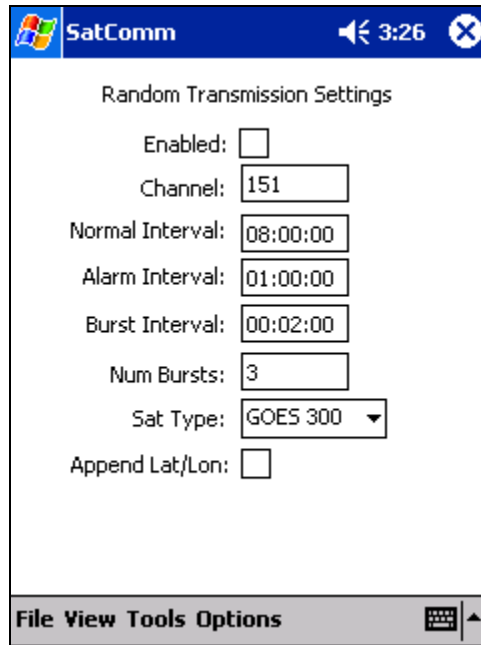 SatComm 3:26
Random Transmission Settings
Enabled:
Channel: 151
Normal Interval: 08:00:00
Alarm Interval: 01:00:00
Burst Interval: 00:02:00
Num Bursts: 3
Sat Type: GOES 300
Append Lat/Lon:
File View Tools Options